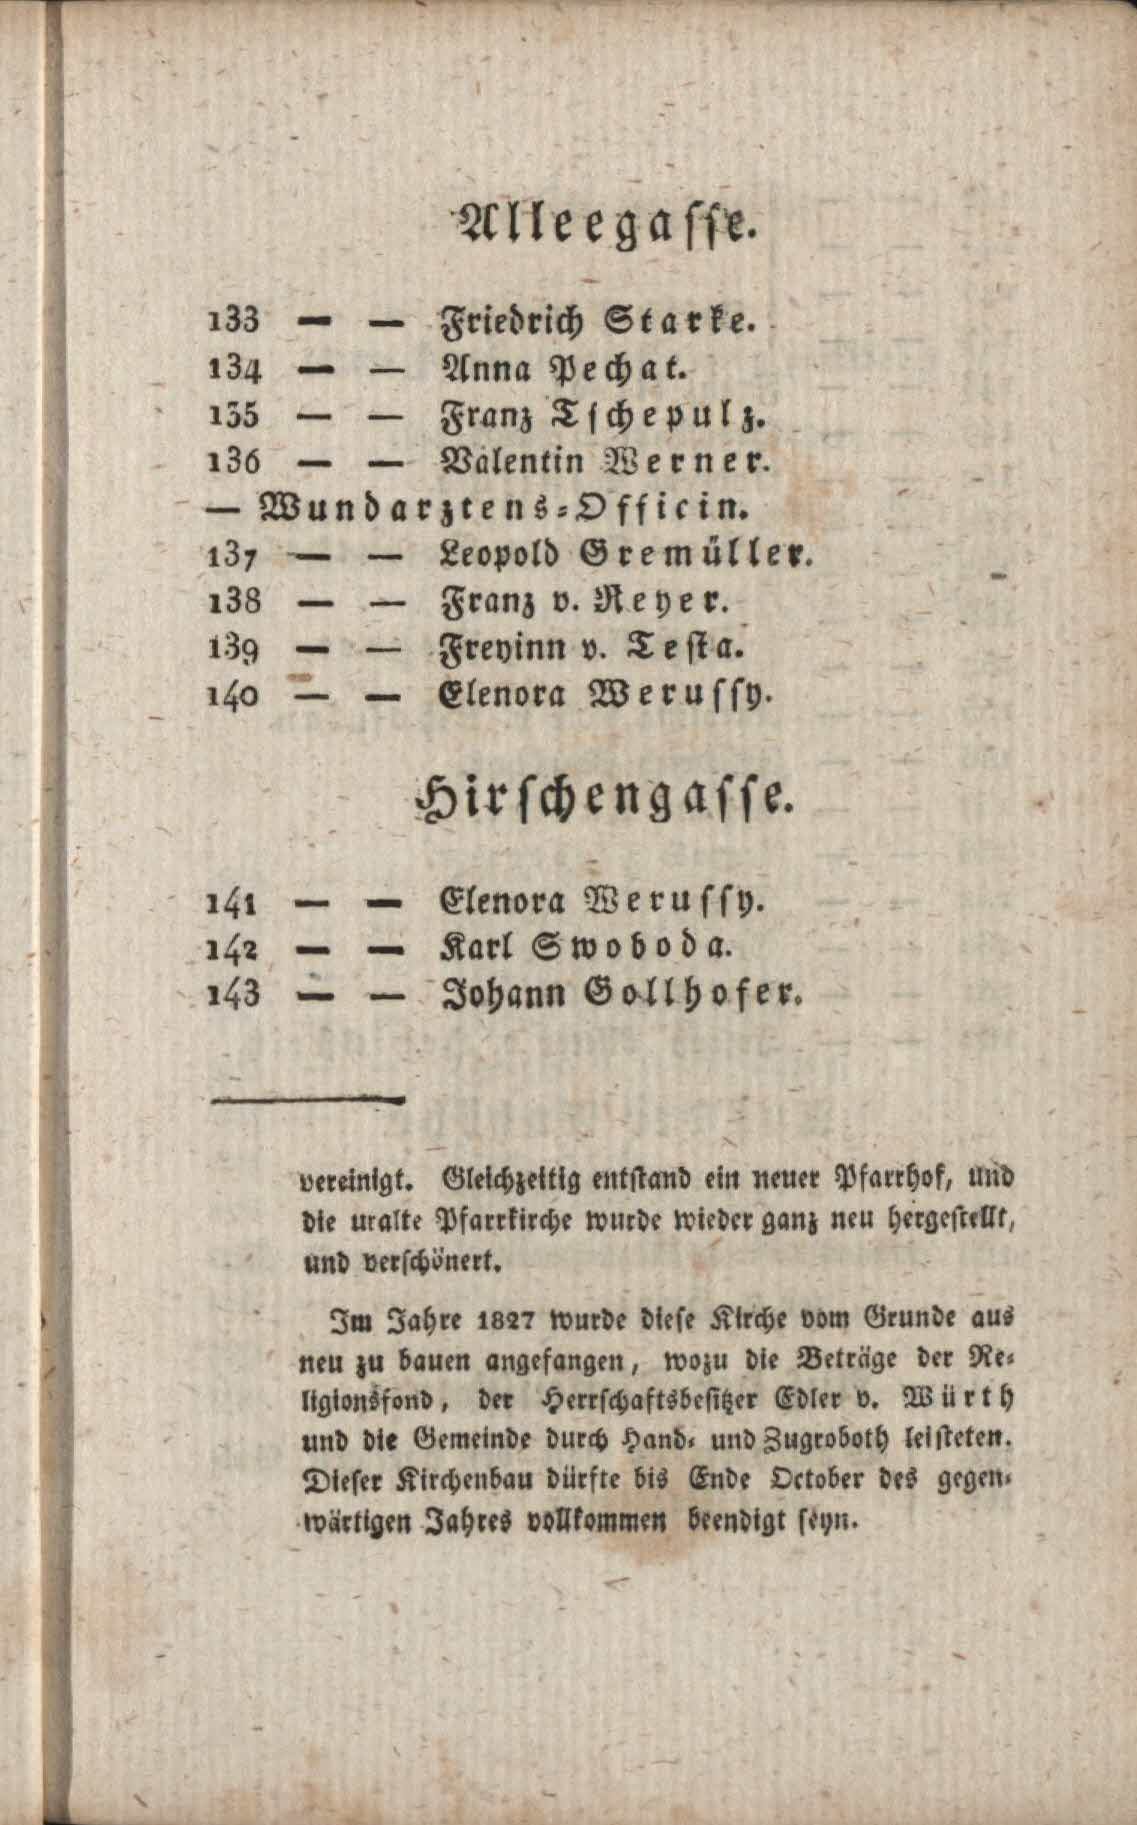 Alleegasse.
133 — — Friedrich Starke.
134 — — Anna Pechat.
135 — — Franz Tschepulz.
136 — — Valentin Werner.
— Wundarztens-Officin.
137 — — Leopold Gremüller.
138 — — Franz v. Reyer.
139 — — Freyinn v. Testa.
140 — — Elenora Werussy.
Hirschengasse.
141 — — Elenora Werussy.
142 — — Karl Swoboda.
143 — — Johann Gollhofer.
vereinigt. Gleichzeitig entstand ein neuer Pfarrhof, und
die uralte Pfarrkirche wurde wieder ganz neu hergestellt,
und verschönert.
Im Jahre 1827 wurde diese Kirche vom Grunde aus
neu zu bauen angefangen, wozu die Beträge der Re-
ligionsfond, der Herrschaftsbesitzer Edler v. Würth
und die Gemeinde durch Hand- und Zugroboth leisteten.
Dieser Kirchenbau dürfte bis Ende October des gegen-
wärtigen Jahres vollkommen beendigt seyn.